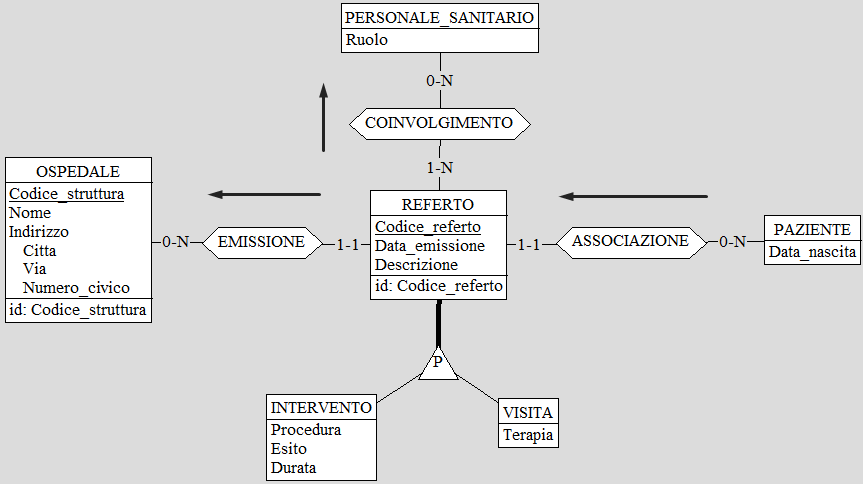 PERSONALE_SANITARIO
Ruolo
0-N
COINVOLGIMENTO
1-N
OSPEDALE
Codice_struttura
Nome
Indirizzo
Citta
Via
Numero_civico
id: Codice_struttura
0-N
EMISSIONE
1-1
REFERTO
Codice_referto
Data_emissione
Descrizione
id: Codice_referto
1-1
ASSOCIAZIONE
0-N
PAZIENTE
Data_nascita
P
INTERVENTO
Procedura
Esito
Durata
VISITA
Terapia